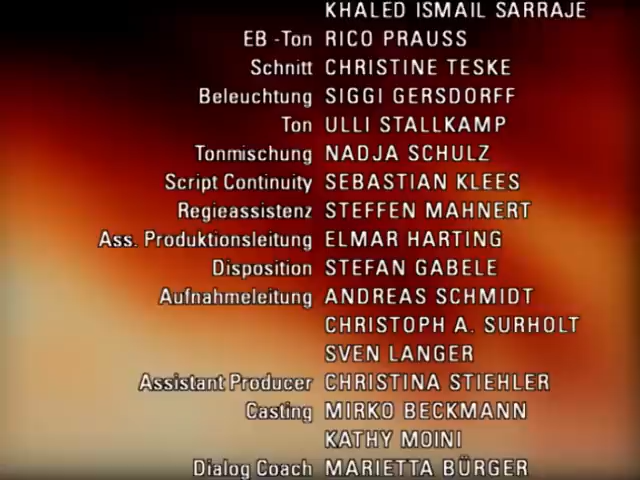 KHALED ISMAIL SARRAJE
EB -Ton RICO PRAUSS
Schnitt CHRISTINE TESKE
Beleuchtung SIGGI GERSDORFF
Ton ULLI STALLKAMP
Tonmischung NADJA SCHULZ
Script Continuity SEBASTIAN KLEES
Regieassistenz STEFFEN MAHNERT
Ass. Produktionsleitung ELMAR HARTING
Disposition STEFAN GABELE
Aufnahmeleitung ANDREAS SCHMIDT
CHRISTOPH A. SURHOLT
SVEN LANGER
Assistant Producer CHRISTINA STIEHLER
Casting MIRKO BECKMANN
KATHY MOINI
Dialog Coach MARIETTA BÜRGER